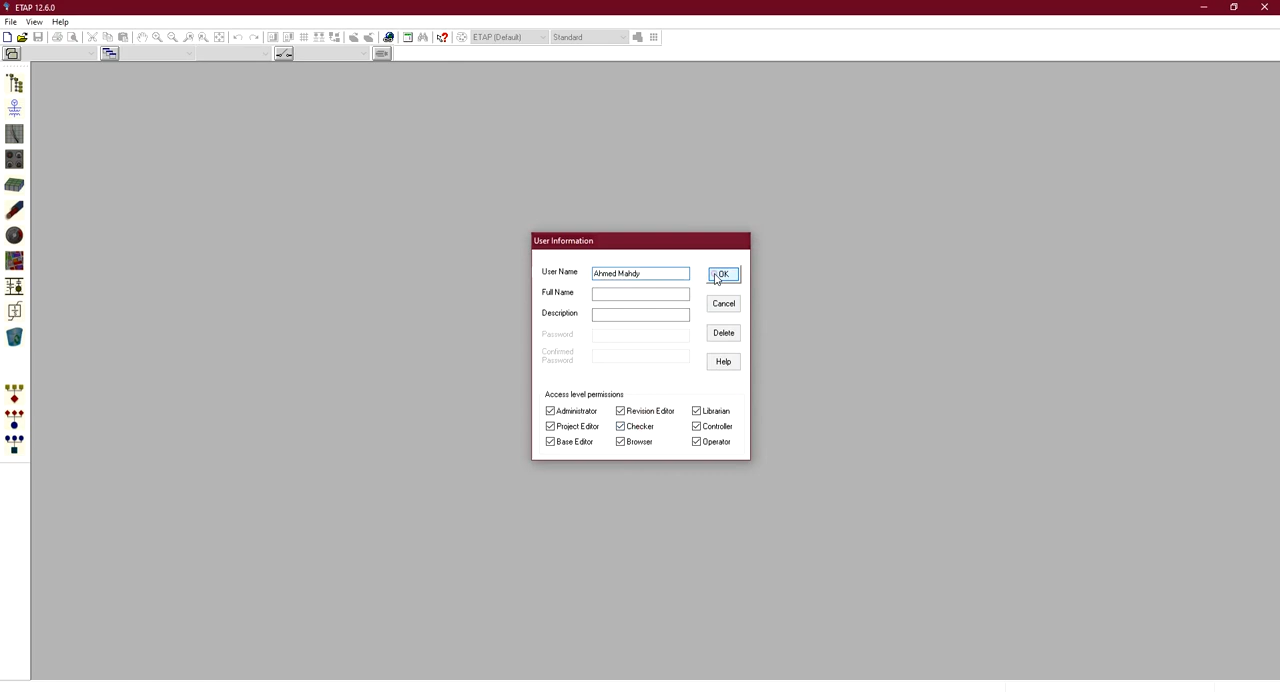 ETAP 12.6.0
File View Help
ETAP (Default) Standard
User Information
User Name Ahmed Mahdy OK
Full Name Cancel
Description
Password Delete
Confirmed
Password Help
Access level permissions
Administrator Revision Editor Librarian
Project Editor Checker Controller
Base Editor Browser Operator